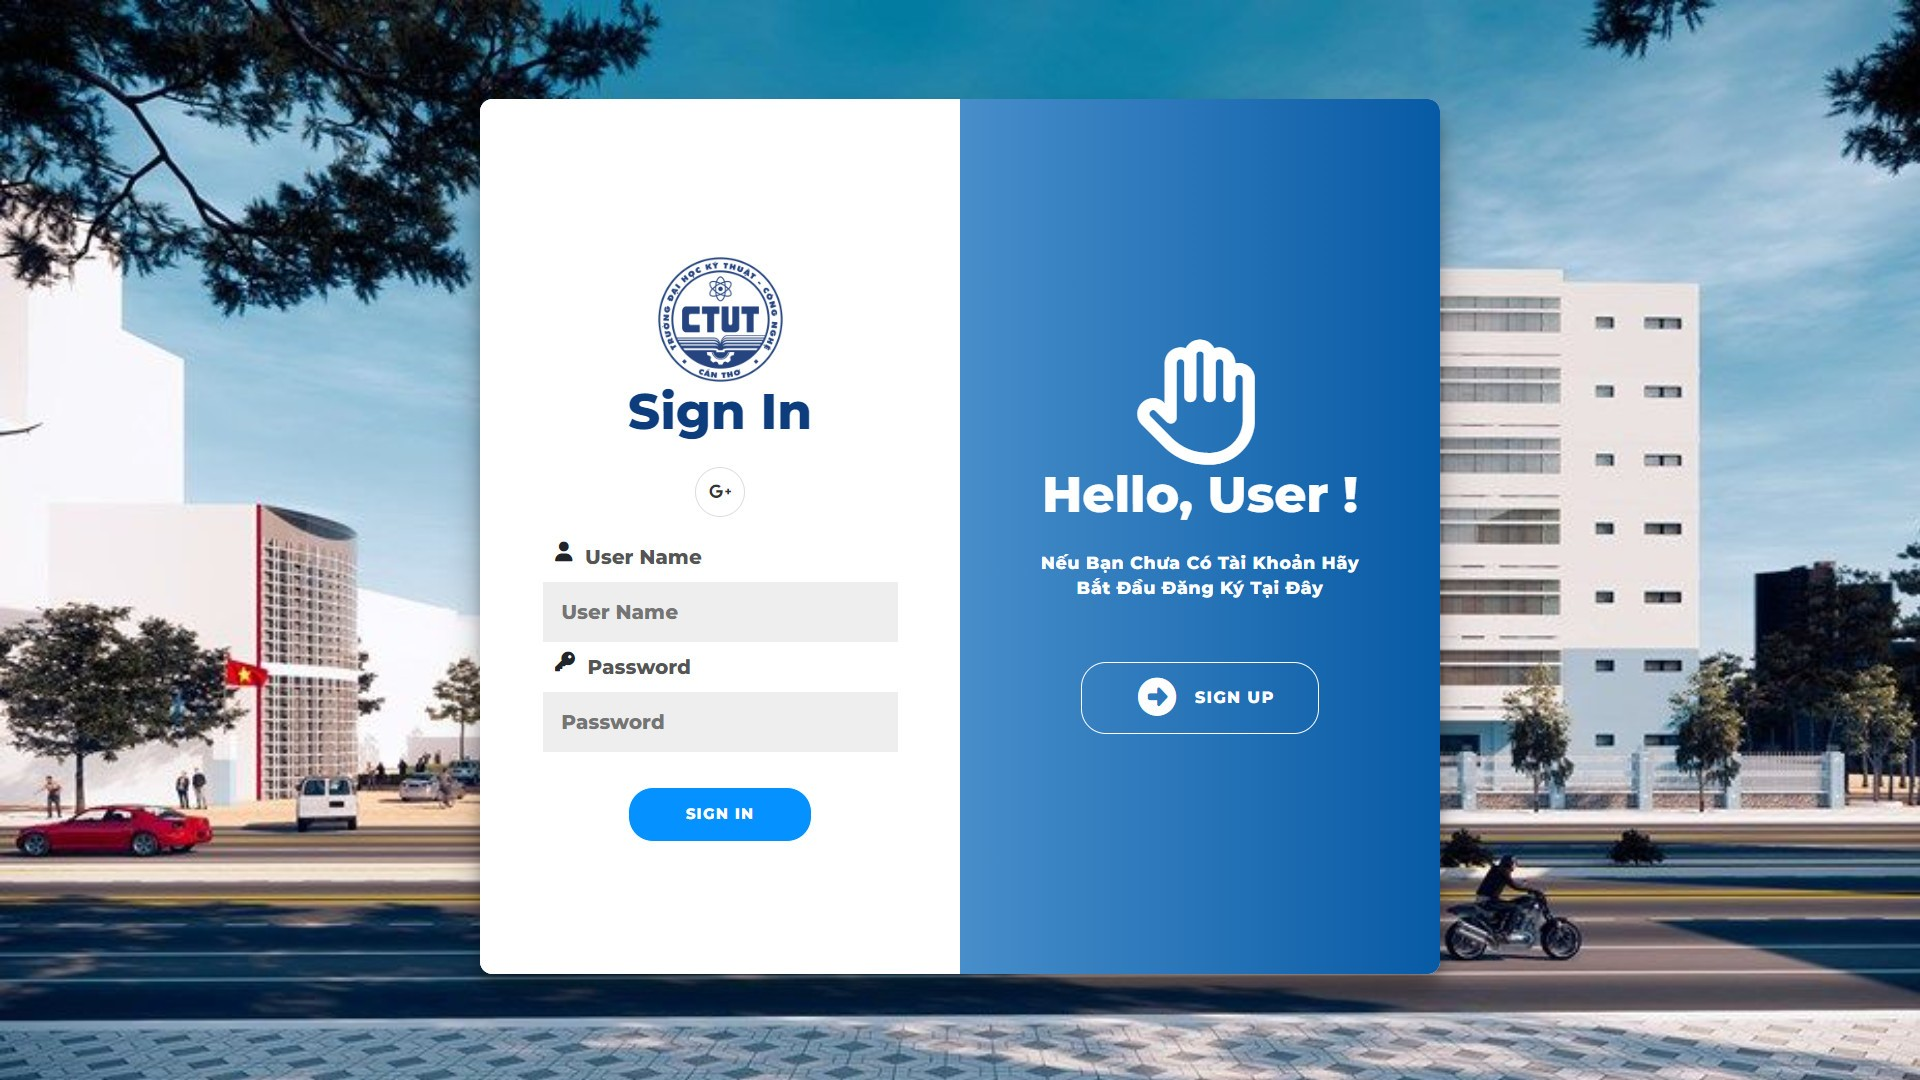 TRƯỜNG ĐẠI HỌC KỸ THUẬT - CÔNG NGHỆ
CTUT
CẦN THƠ
Sign In
G+
User Name
User Name
Password
Password
SIGN IN
Hello, User !
Nếu Bạn Chưa Có Tài Khoản Hãy
Bắt Đầu Đăng Ký Tại Đây
SIGN UP